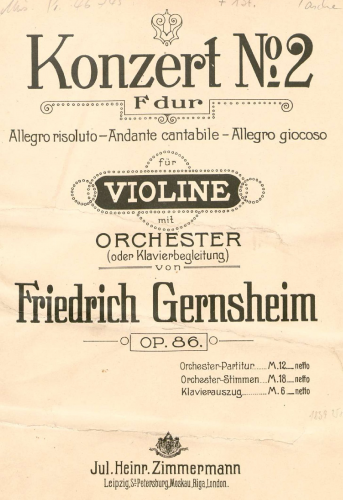 Konzert No. 2
F dur
Allegro risoluto – Andante cantabile – Allegro giocoso
für
VIOLINE
mit
ORCHESTER
(oder Klavierbegleitung)
von
Friedrich Gernsheim
OP. 86.
Orchester-Partitur..... M. 12._ netto
Orchester-Stimmen.... M. 18._ netto
Klavierauszug........... M. 6._ netto
Jul. Heinr. Zimmermann
Leipzig, St. Petersburg, Moskau, Riga, London.